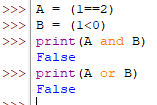 >>> A = (1==2)
>>> B = (1<0)
>>> print(A and B)
False
>>> print(A or B)
False
>>>